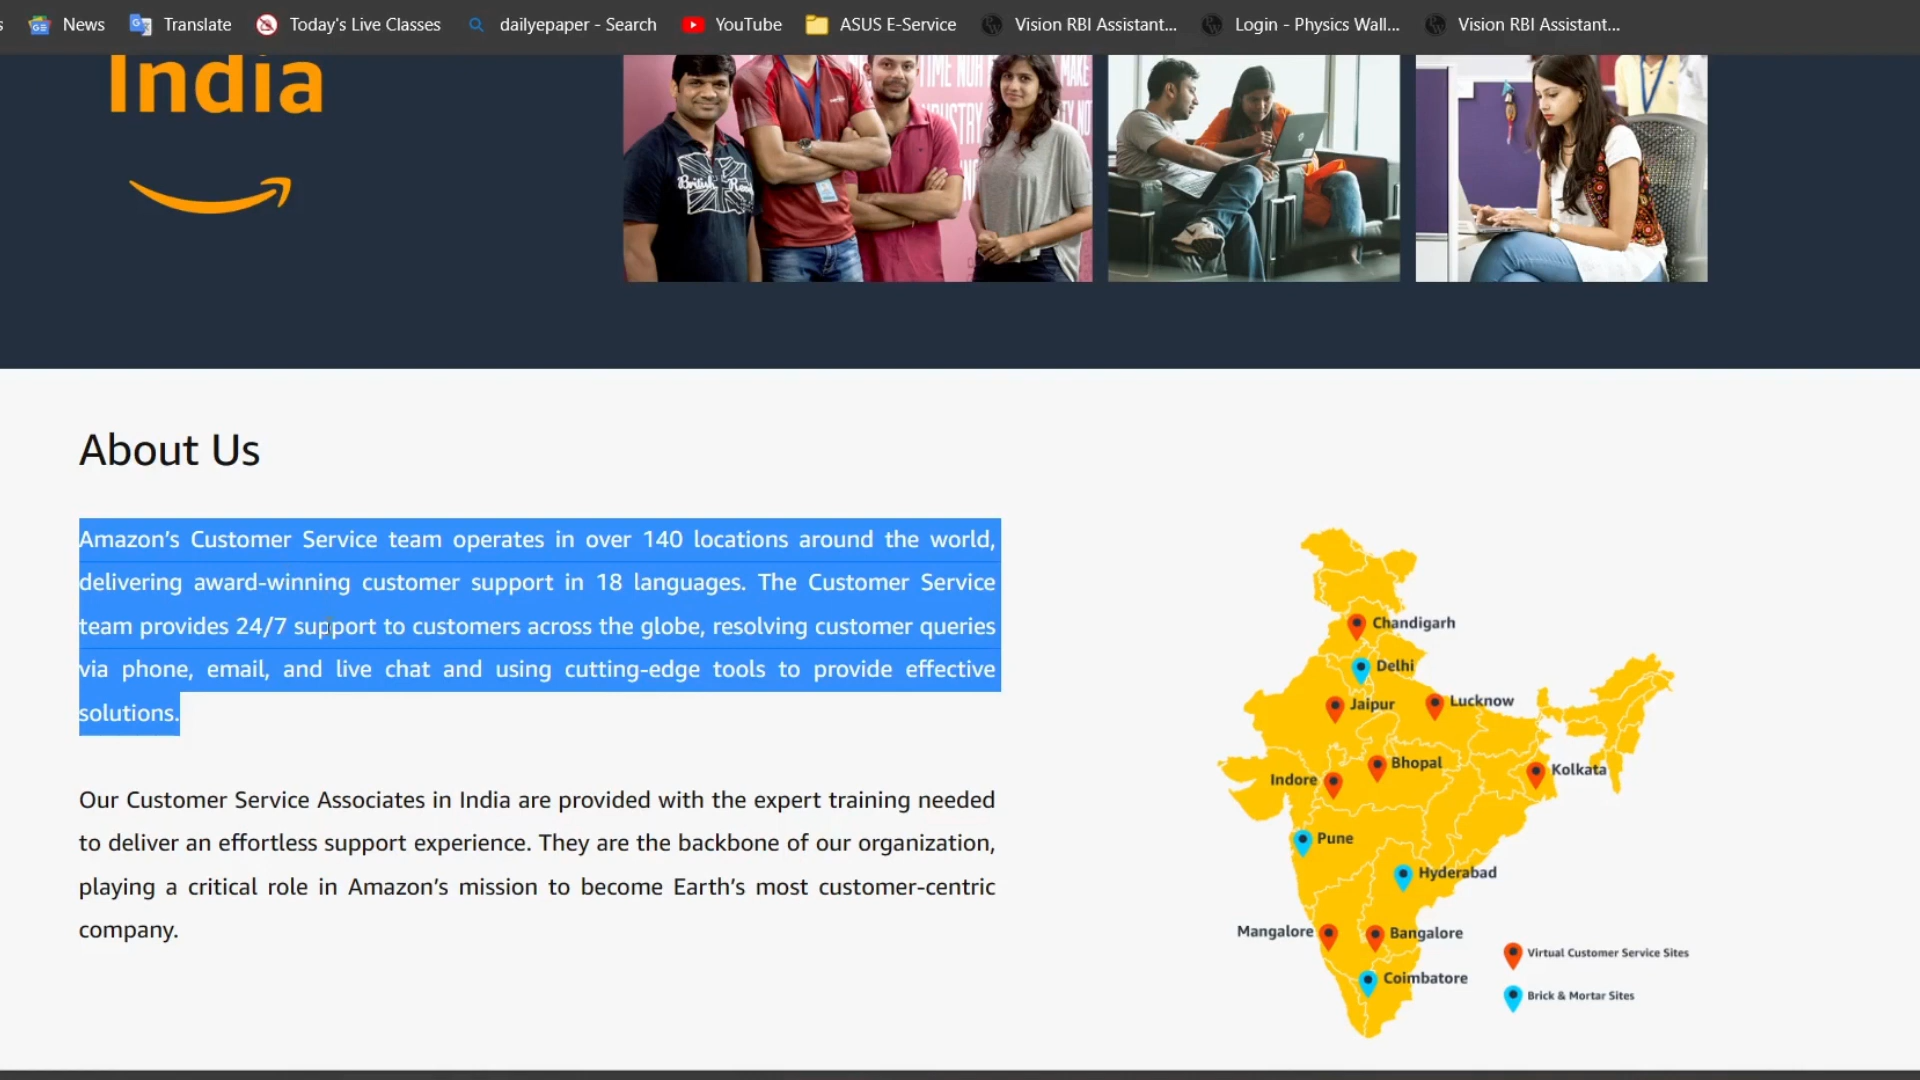 News
Translate
Today's Live Classes
dailyepaper - Search
YouTube
ASUS E-Service
Vision RBI Assistant...
Login - Physics Wall...
Vision RBI Assistant...
India
About Us
Amazon’s Customer Service team operates in over 140 locations around the world,
delivering award-winning customer support in 18 languages. The Customer Service
team provides 24/7 support to customers across the globe, resolving customer queries
via phone, email, and live chat and using cutting-edge tools to provide effective
solutions.
Our Customer Service Associates in India are provided with the expert training needed
to deliver an effortless support experience. They are the backbone of our organization,
playing a critical role in Amazon’s mission to become Earth’s most customer-centric
company.
Chandigarh
Delhi
Jaipur
Lucknow
Bhopal
Indore
Kolkata
Pune
Hyderabad
Mangalore
Bangalore
Coimbatore
Virtual Customer Service Sites
Brick & Mortar Sites